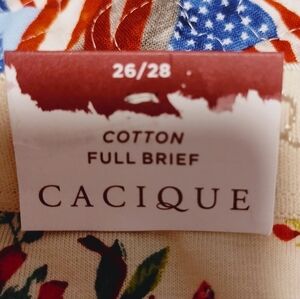 26/28
COTTON
FULL BRIEF
CACIQUE